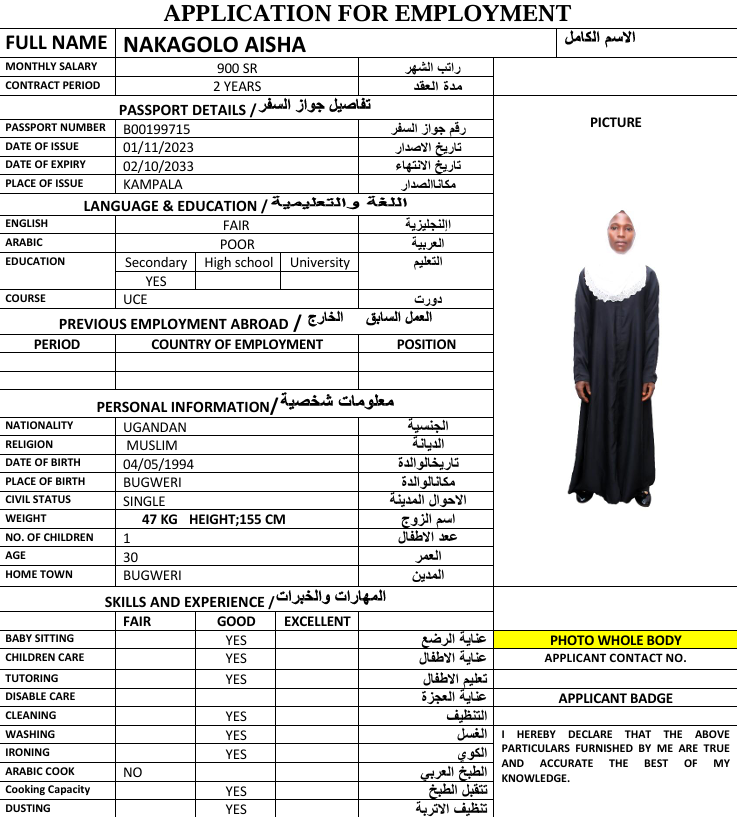 APPLICATION FOR EMPLOYMENT
FULL NAME NAKAGOLO AISHA الاسم الكامل
MONTHLY SALARY 900 SR راتب الشهر
CONTRACT PERIOD 2 YEARS مدة العقد
PASSPORT DETAILS / تفاصيل جواز السفر
PICTURE
PASSPORT NUMBER B00199715 رقم جواز السفر
DATE OF ISSUE 01/11/2023 تاريخ الاصدار
DATE OF EXPIRY 02/10/2033 تاريخ الانتهاء
PLACE OF ISSUE KAMPALA مكاناالصدار
LANGUAGE & EDUCATION / اللغة والتعليمية
ENGLISH FAIR اإلنجليزية
ARABIC POOR العربية
EDUCATION Secondary High school University التعليم
YES
COURSE UCE دورت
PREVIOUS EMPLOYMENT ABROAD / العمل السابق الخارج
PERIOD COUNTRY OF EMPLOYMENT POSITION
PERSONAL INFORMATION/ معلومات شخصية
NATIONALITY UGANDAN الجنسية
RELIGION MUSLIM الديانة
DATE OF BIRTH 04/05/1994 تاريخالوالدة
PLACE OF BIRTH BUGWERI مكانالوالدة
CIVIL STATUS SINGLE الاحوال المدينة
WEIGHT 47 KG HEIGHT;155 CM اسم الزوج
NO. OF CHILDREN 1 عدد الاطفال
AGE 30 العمر
HOME TOWN BUGWERI المدين
SKILLS AND EXPERIENCE / المهارات والخبرات
FAIR GOOD EXCELLENT
BABY SITTING YES عناية الرضع
PHOTO WHOLE BODY
CHILDREN CARE YES عناية الاطفال
APPLICANT CONTACT NO.
TUTORING YES تعليم الاطفال
DISABLE CARE عناية العجزة
APPLICANT BADGE
CLEANING YES التنظيف
WASHING YES الغسل
IRONING YES الكوي
ARABIC COOK NO الطبخ العربي
Cooking Capacity YES تتقبل الطبخ
DUSTING YES تنظيف الاتربة
I HEREBY DECLARE THAT THE ABOVE
PARTICULARS FURNISHED BY ME ARE TRUE
AND ACCURATE THE BEST OF MY
KNOWLEDGE.